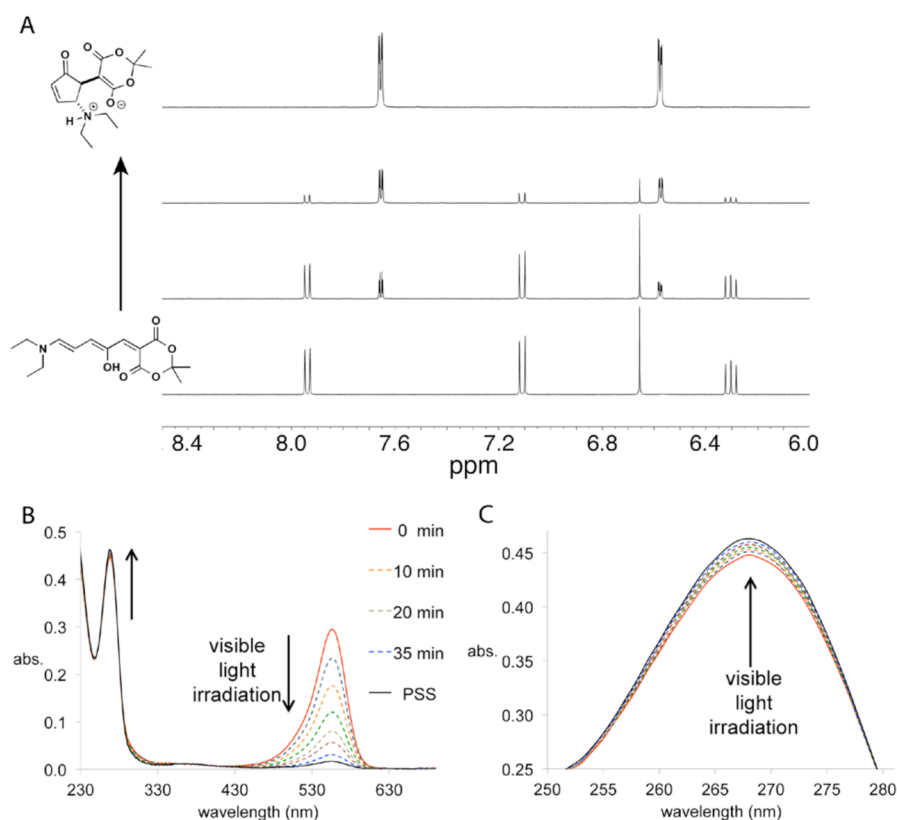 A
O
O
O
O
O
⊖
H
N
⊕
N
OH
O
O
O
O
8.4 8.0 7.6 7.2 6.8 6.4 6.0
ppm
B
0.5
0.4
0.3
abs.
0.2
0.1
0.0
230 330 430 530 630
wavelength (nm)
visible
light
irradiation
0 min
10 min
20 min
35 min
PSS
C
0.45
0.40
0.35
abs.
0.30
0.25
250 255 260 265 270 275 280
wavelength (nm)
visible
light
irradiation